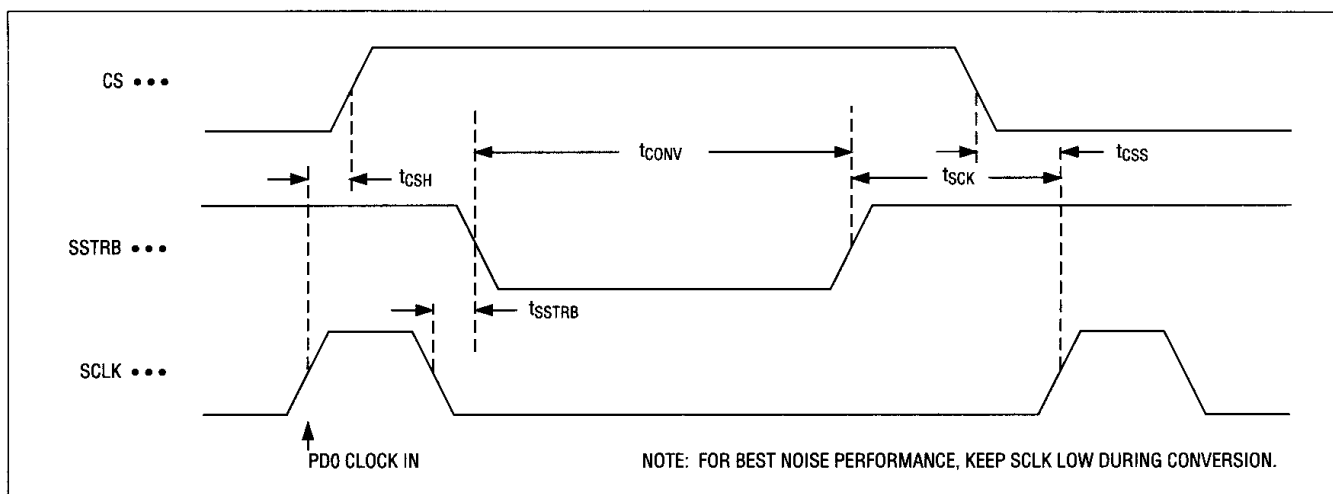 CS •••
tCONV
tCSS
tCSH
tSCK
SSTRB •••
tSSTRB
SCLK •••
PD0 CLOCK IN
NOTE: FOR BEST NOISE PERFORMANCE, KEEP SCLK LOW DURING CONVERSION.